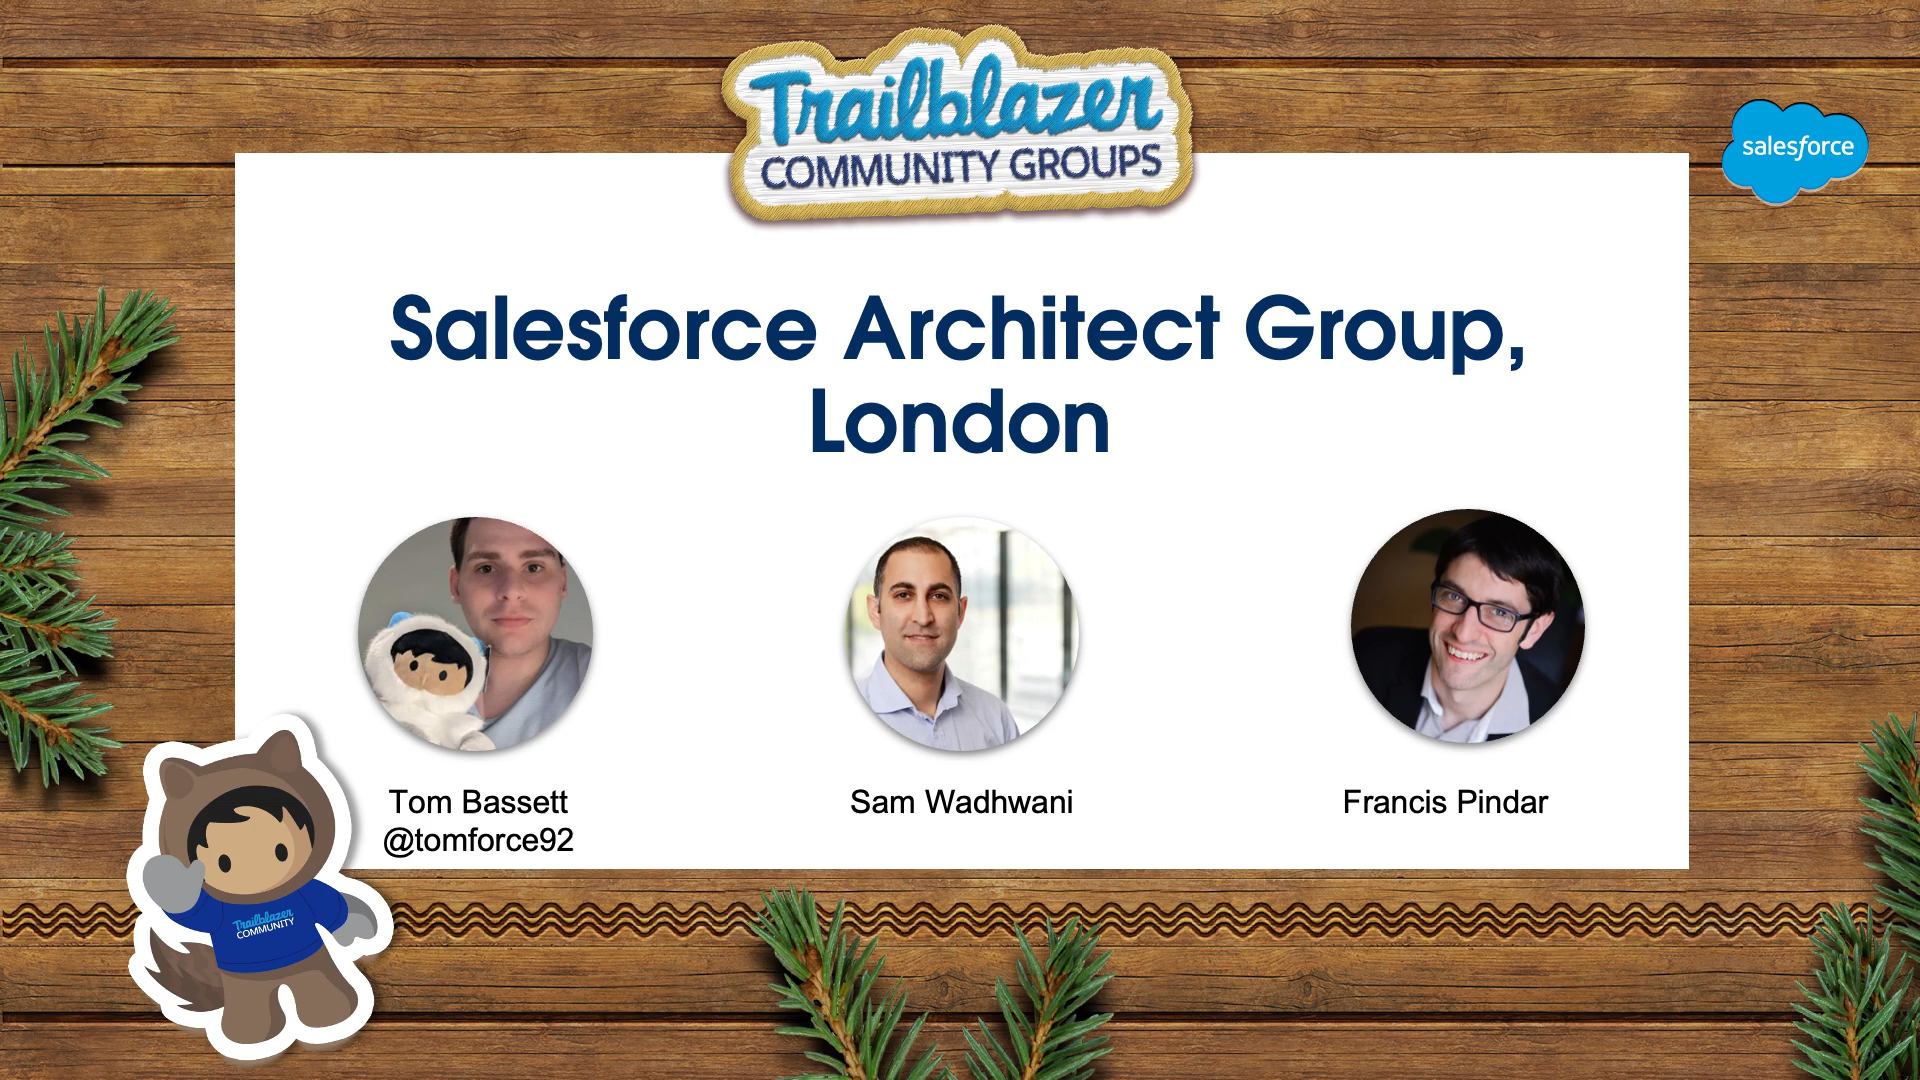 Trailblazer
COMMUNITY GROUPS
salesforce
Salesforce Architect Group,
London
Tom Bassett
@tomforce92
Sam Wadhwani
Francis Pindar
Trailblazer
COMMUNITY